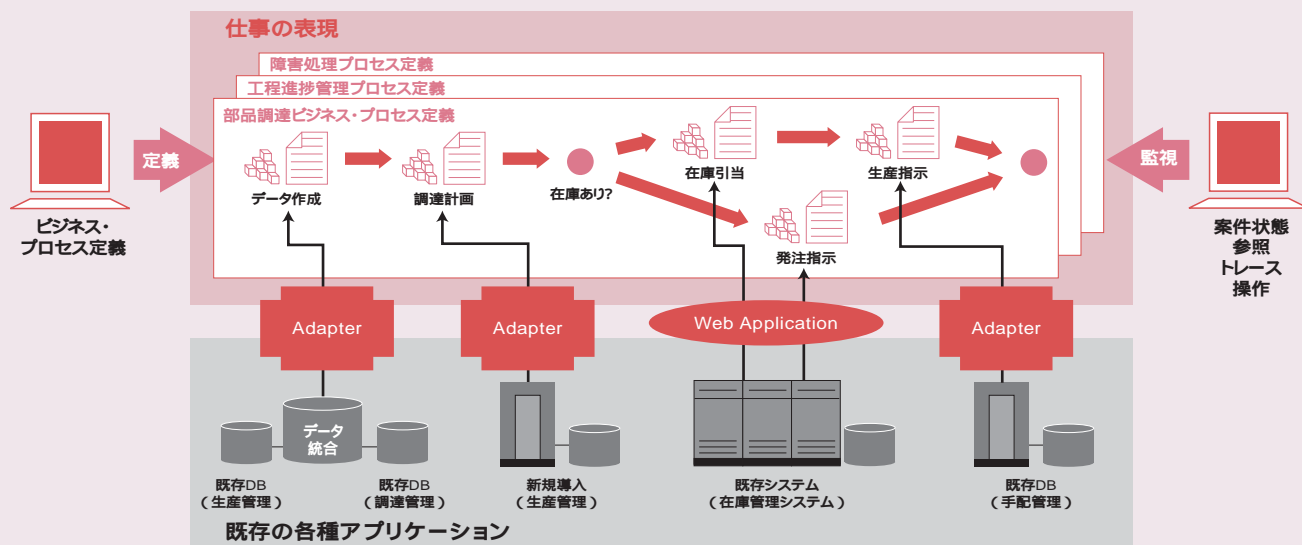 仕事の表現
障害処理プロセス定義
工程進捗管理プロセス定義
部品調達ビジネス・プロセス定義
定義
監視
データ作成
調達計画
在庫あり?
在庫引当
生産指示
発注指示
ビジネス・
プロセス定義
案件状態
参照
トレース
操作
Adapter
Adapter
Web Application
Adapter
データ
統合
既存DB
（生産管理）
既存DB
（調達管理）
新規導入
（生産管理）
既存システム
（在庫管理システム）
既存DB
（手配管理）
既存の各種アプリケーション